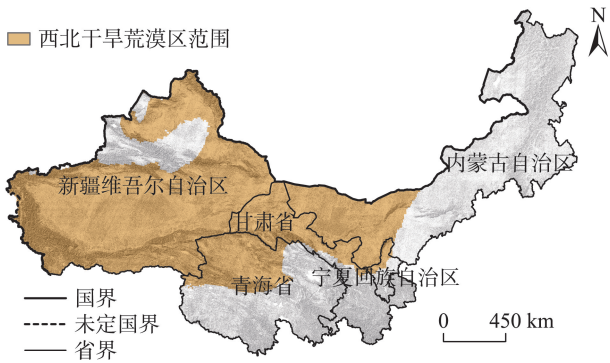 N
西北干旱荒漠区范围
内蒙古自治区
新疆维吾尔自治区
甘肃省
宁夏回族自治区
青海省
国界
未定国界
省界
0 450 km